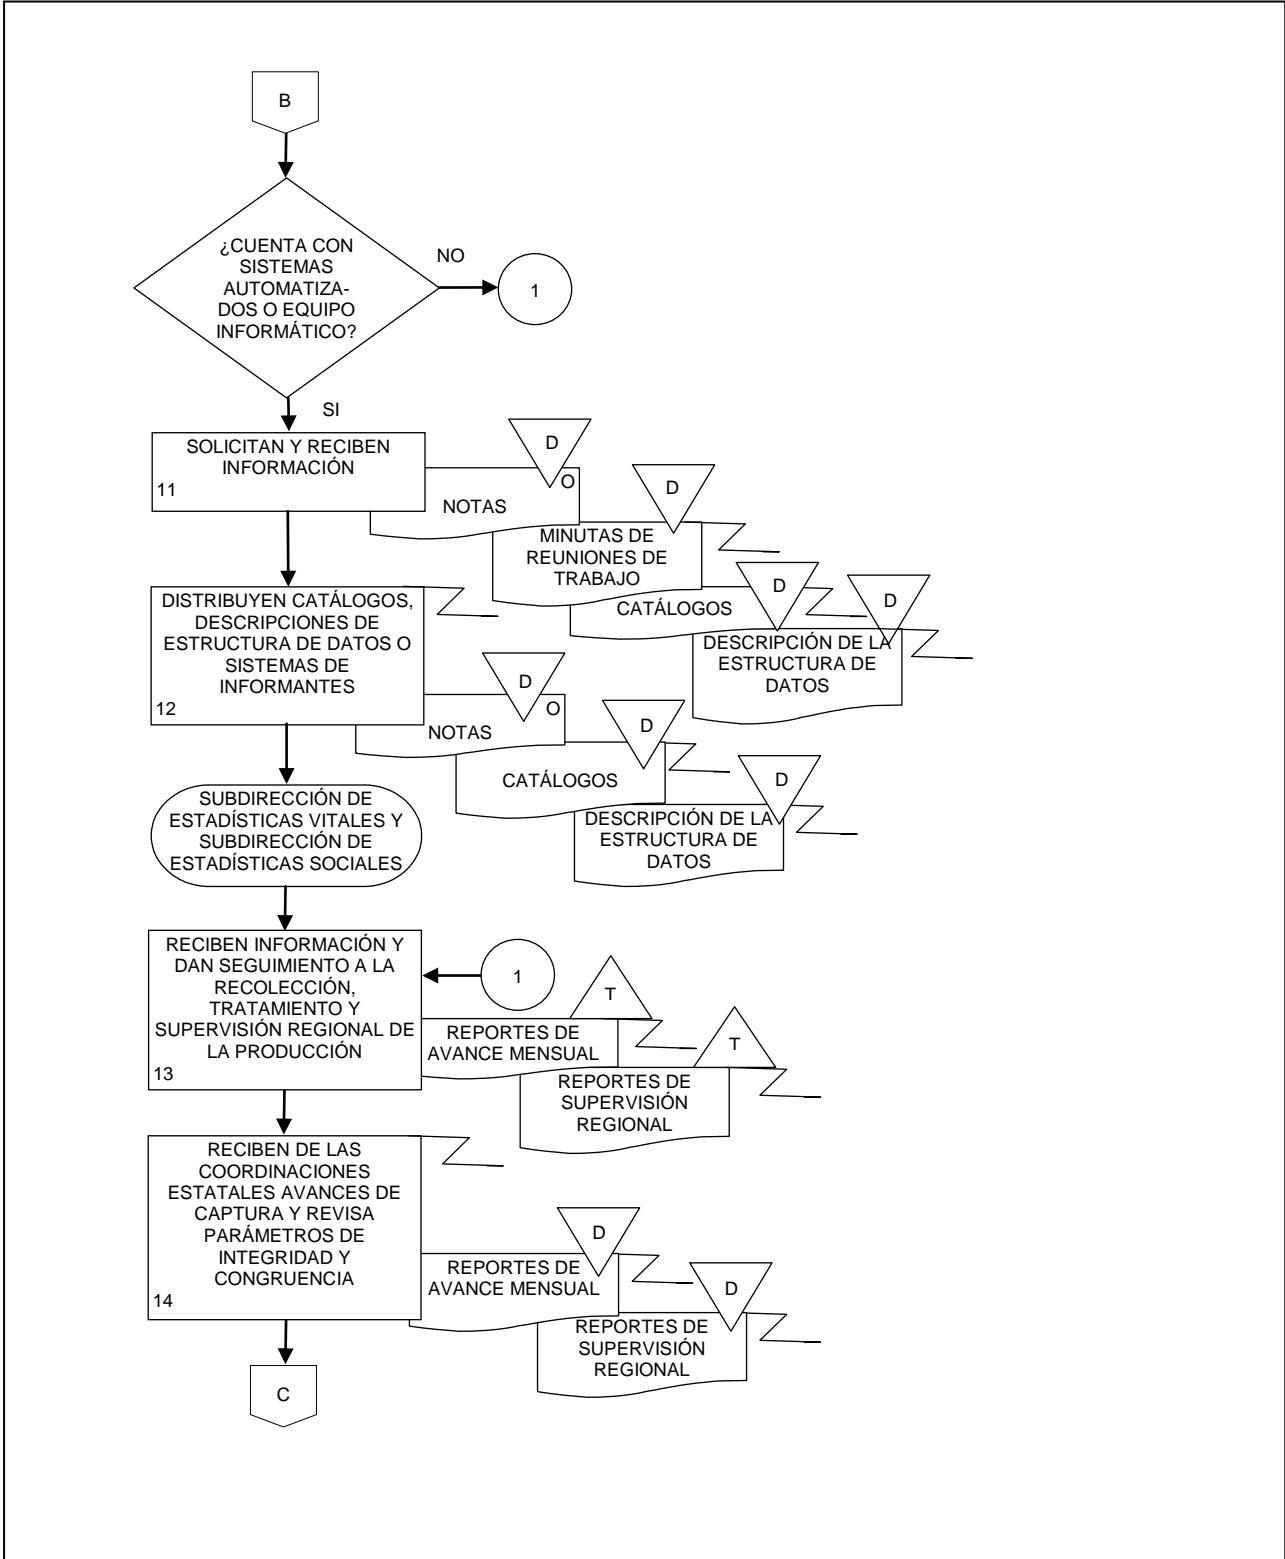 B
¿CUENTA CON
SISTEMAS
AUTOMATIZA-
DOS O EQUIPO
INFORMÁTICO?
NO
1
SI
SOLICITAN Y RECIBEN
INFORMACIÓN
11
D
O
NOTAS
D
MINUTAS DE
REUNIONES DE
TRABAJO
D
CATÁLOGOS
D
DESCRIPCIÓN DE LA
ESTRUCTURA DE
DATOS
DISTRIBUYEN CATÁLOGOS,
DESCRIPCIONES DE
ESTRUCTURA DE DATOS O
SISTEMAS DE
INFORMANTES
12
D
O
NOTAS
D
CATÁLOGOS
D
DESCRIPCIÓN DE LA
ESTRUCTURA DE
DATOS
SUBDIRECCIÓN DE
ESTADÍSTICAS VITALES Y
SUBDIRECCIÓN DE
ESTADÍSTICAS SOCIALES
RECIBEN INFORMACIÓN Y
DAN SEGUIMIENTO A LA
RECOLECCIÓN,
TRATAMIENTO Y
SUPERVISIÓN REGIONAL DE
LA PRODUCCIÓN
13
1
T
REPORTES DE
AVANCE MENSUAL
T
REPORTES DE
SUPERVISIÓN
REGIONAL
RECIBEN DE LAS
COORDINACIONES
ESTATALES AVANCES DE
CAPTURA Y REVISA
PARÁMETROS DE
INTEGRIDAD Y
CONGRUENCIA
14
D
REPORTES DE
AVANCE MENSUAL
D
REPORTES DE
SUPERVISIÓN
REGIONAL
C